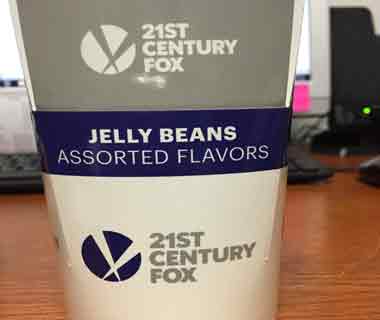 21ST
CENTURY
FOX
JELLY BEANS
ASSORTED FLAVORS
21ST
CENTURY
FOX